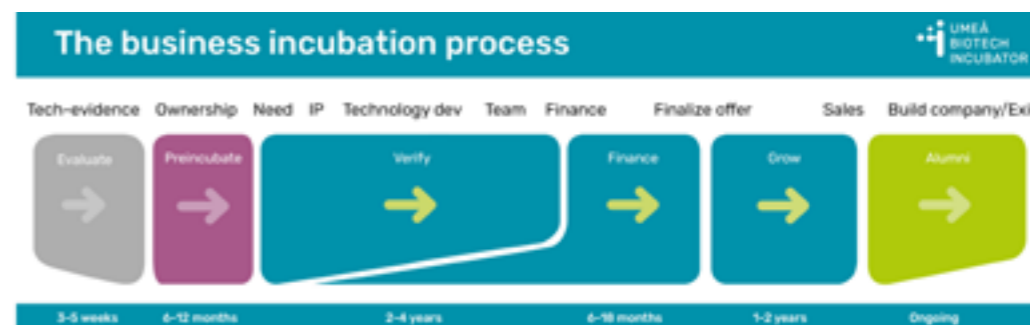 The business incubation process
UMEÅ
BIOTECH
INCUBATOR
Tech-evidence Ownership Need IP Technology dev Team Finance Finalize offer Sales Build company/Exi
Evaluate Preincubate Verify Finance Grow Alumni
3-5 weeks 6-12 months 2-4 years 6-18 months 1-2 years Ongoing